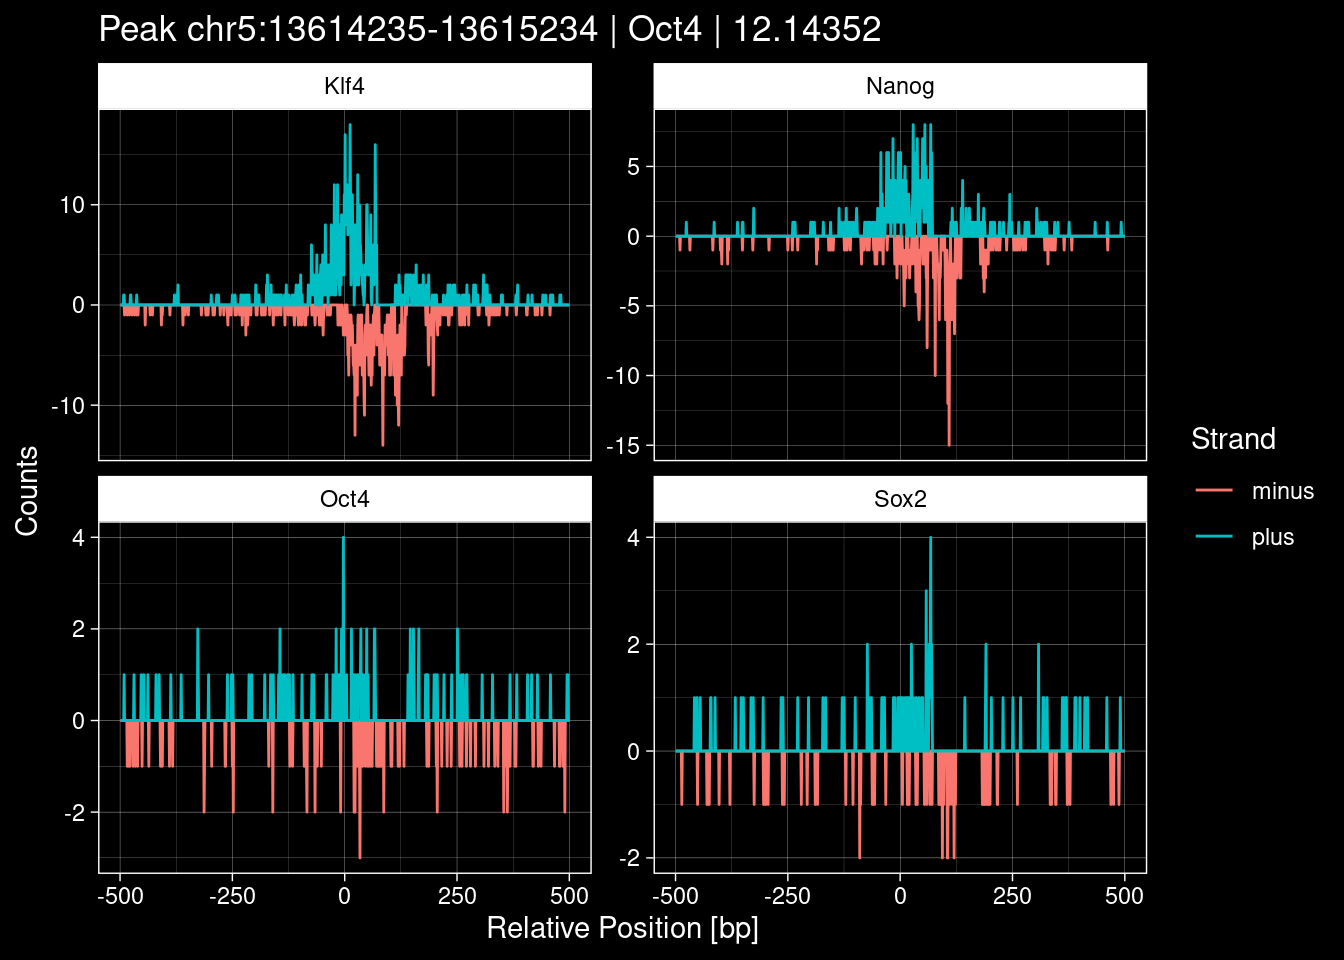 Peak chr5:13614235-13615234 | Oct4 | 12.14352
Klf4
Nanog
10
0
-10
5
0
-5
-10
-15
Counts
Strand
minus
plus
Oct4
Sox2
4
2
0
-2
4
2
0
-2
-500 -250 0 250 500
-500 -250 0 250 500
Relative Position [bp]